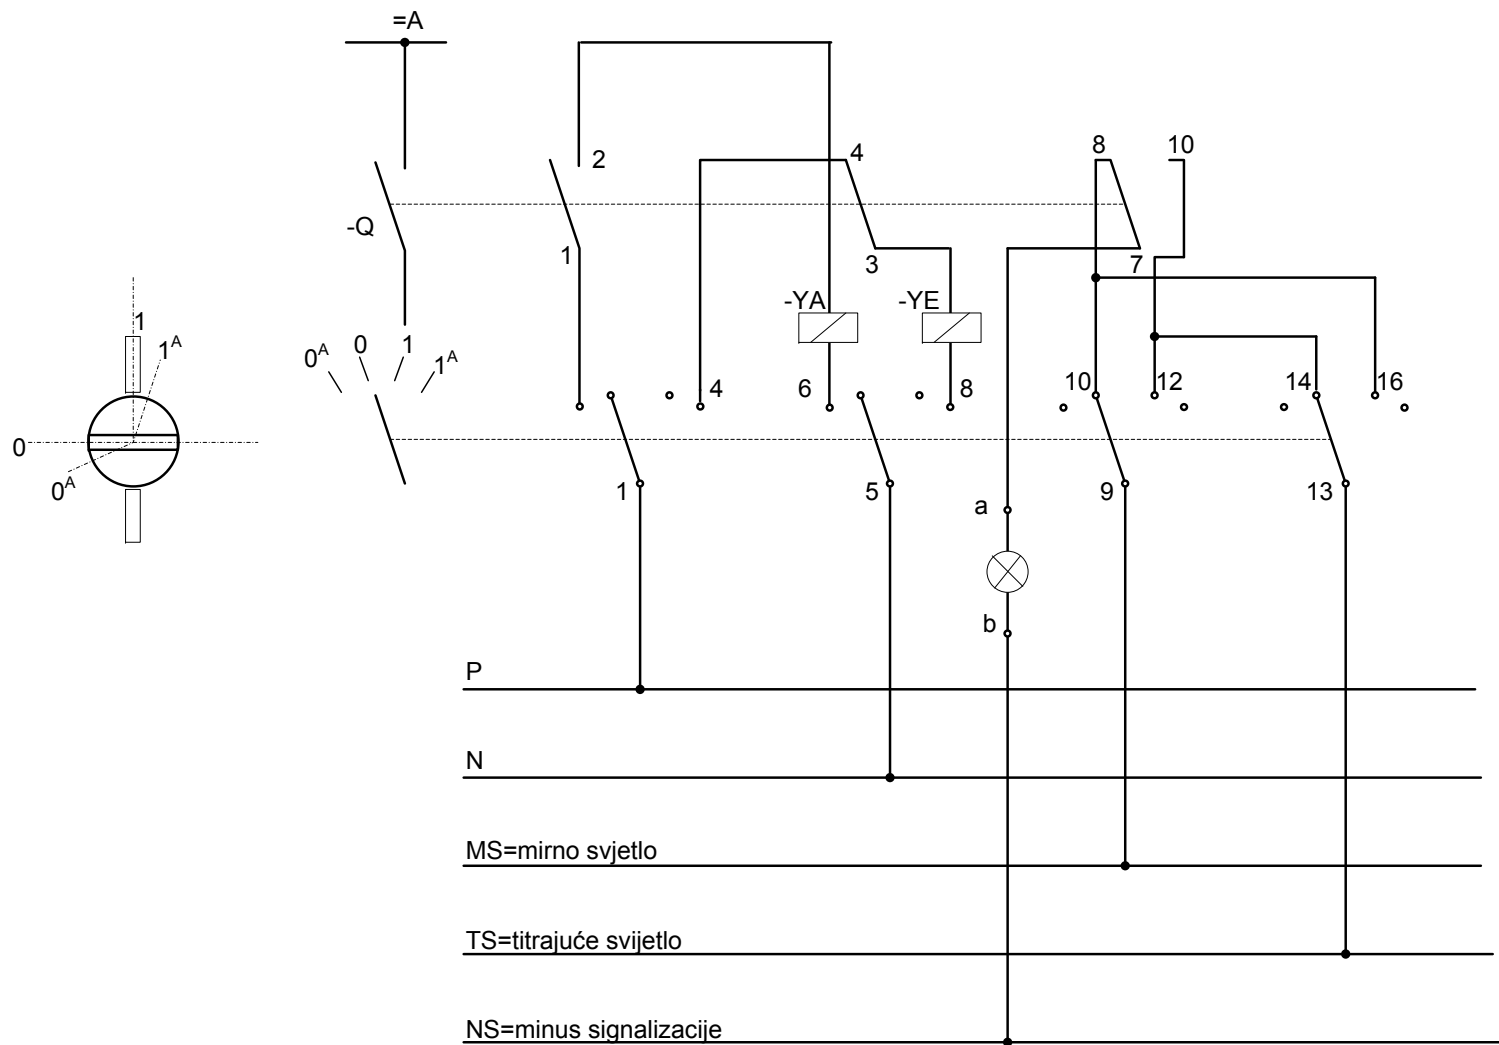 =A
2
4
8
10
-Q
1
3
7
-YA
-YE
1
1ᴬ
0ᴬ
0
1
1ᴬ
4
6
8
10
12
14
16
0
0ᴬ
1
5
9
13
a
b
P
N
MS=mirno svjetlo
TS=titrajuće svijetlo
NS=minus signalizacije